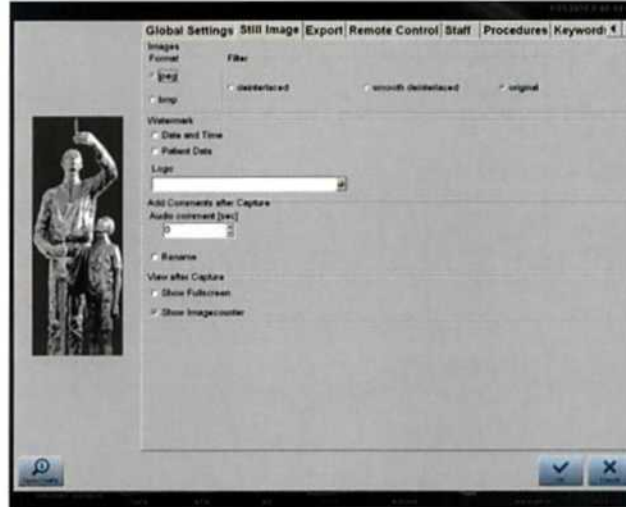 Global Settings Still Image Export Remote Control Staff Procedures Keyword
Images
Format Filter
jpeg
deinterlaced smooth deinterlaced original
bmp
Watermark
Date and Time
Patient Data
Logo
Add Comments after Capture
Audio comment [sec]
0
Rename
View after Capture
Show Fullscreen
Show Imagecounter